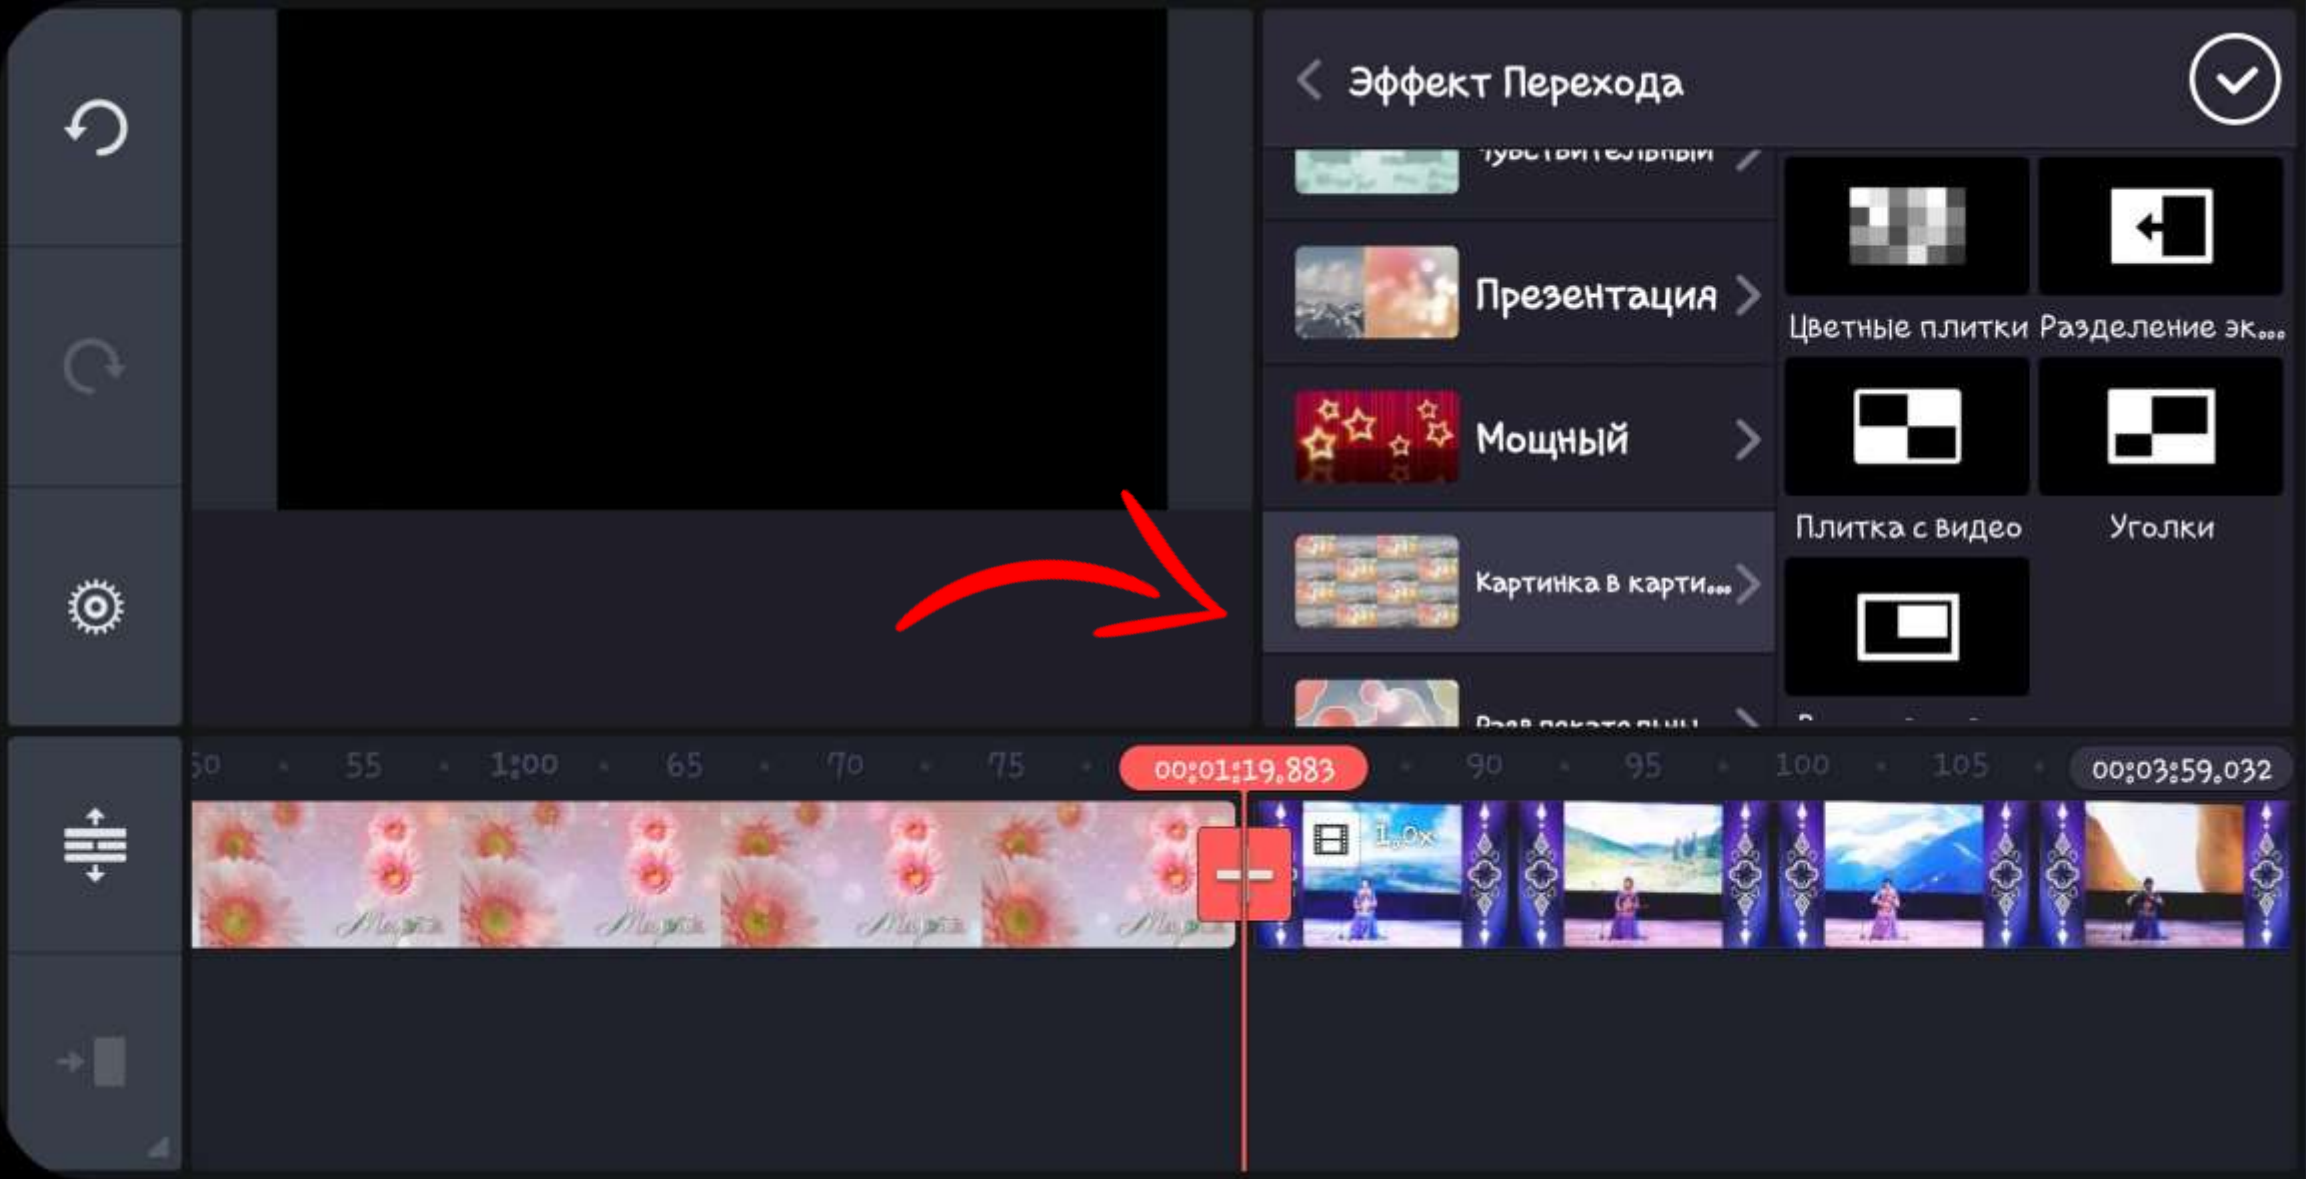 Эффект Перехода
Чувствительный
Презентация
Мощный
Картинка в карти...
Цветные плитки
Разделение эк...
Плитка с видео
Уголки
55
1:00
65
70
75
00:01:19.883
90
95
100
105
00:03:59.032
1.0x